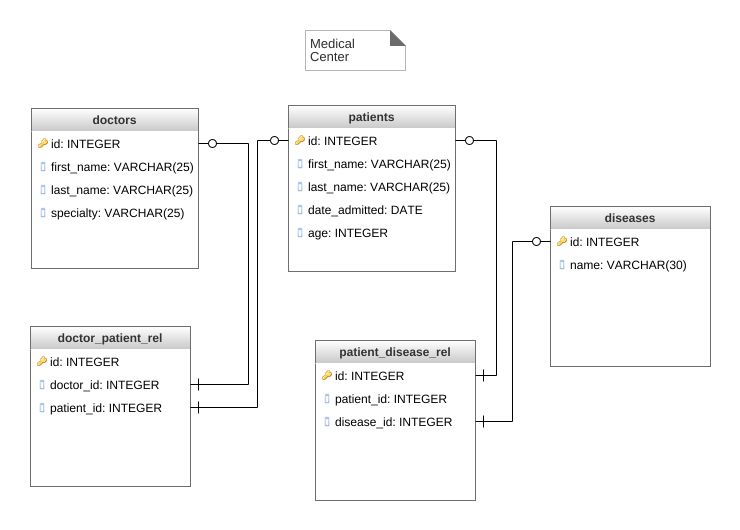 Medical
Center
doctors
id: INTEGER
first_name: VARCHAR(25)
last_name: VARCHAR(25)
specialty: VARCHAR(25)
patients
id: INTEGER
first_name: VARCHAR(25)
last_name: VARCHAR(25)
date_admitted: DATE
age: INTEGER
diseases
id: INTEGER
name: VARCHAR(30)
doctor_patient_rel
id: INTEGER
doctor_id: INTEGER
patient_id: INTEGER
patient_disease_rel
id: INTEGER
patient_id: INTEGER
disease_id: INTEGER